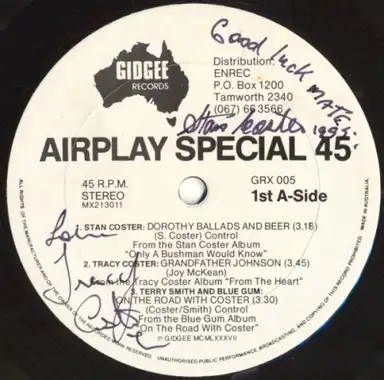 GIDGEE
RECORDS
Good Luck MATE!
Distribution:
ENREC
P.O. Box 1200
Tamworth 2340
(067) 66 3566
Stan Coster 1995.
AIRPLAY SPECIAL 45
45 R.P.M.
STEREO
MX213011
GRX 005
1st A-Side
1. STAN COSTER: DOROTHY BALLADS AND BEER (3.18)
(S. Coster) Control
From the Stan Coster Album
"Only A Bushman Would Know"
2. TRACY COSTER: GRANDFATHER JOHNSON (3.45)
(Joy McKean)
From the Tracy Coster Album "From The Heart"
3. TERRY SMITH AND BLUE GUM:
ON THE ROAD WITH COSTER (3.30)
(Coster/Smith) Control
From the Blue Gum Album
"On The Road With Coster"
℗ GIDGEE MCMLXXXVII
Love
Tracy
Coster
ALL RIGHTS OF THE MANUFACTURER AND OF THE OWNER OF THE RECORDED WORK RESERVED. UNAUTHORISED PUBLIC PERFORMANCE, BROADCASTING, AND COPYING OF THIS RECORD PROHIBITED. MADE IN AUSTRALIA.